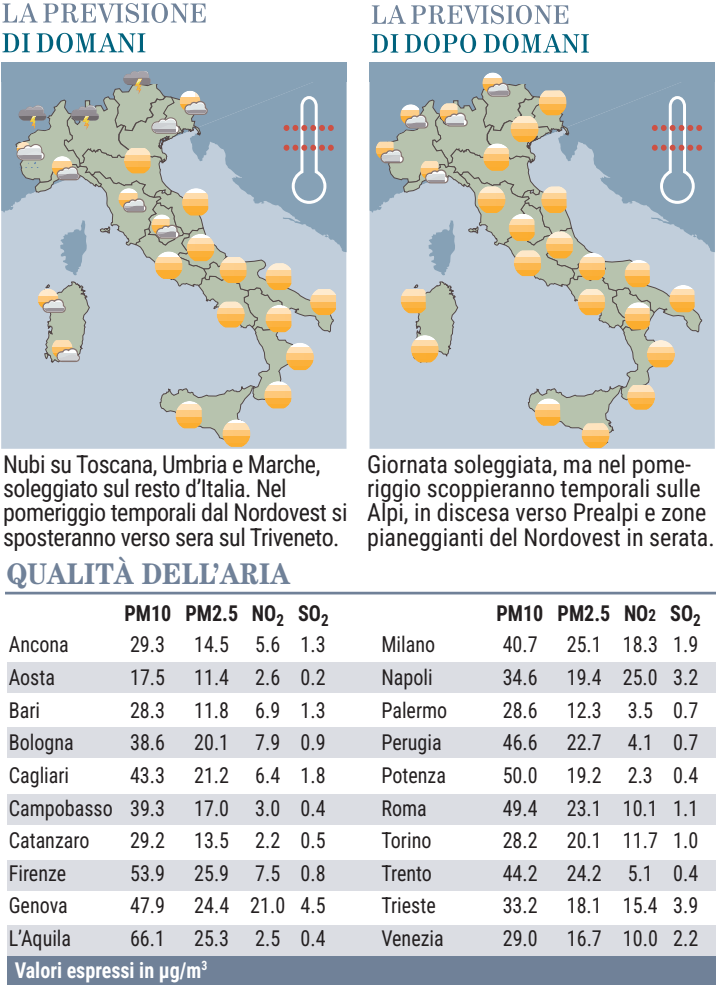 LA PREVISIONE
DI DOMANI
LA PREVISIONE
DI DOPO DOMANI
Nubi su Toscana, Umbria e Marche,
soleggiato sul resto d'Italia. Nel
pomeriggio temporali dal Nordovest si
sposteranno verso sera sul Triveneto.
Giornata soleggiata, ma nel pome-
riggio scoppieranno temporali sulle
Alpi, in discesa verso Prealpi e zone
pianeggianti del Nordovest in serata.
QUALITÀ DELL'ARIA
PM10 PM2.5 NO₂ SO₂
Ancona 29.3 14.5 5.6 1.3
Aosta 17.5 11.4 2.6 0.2
Bari 28.3 11.8 6.9 1.3
Bologna 38.6 20.1 7.9 0.9
Cagliari 43.3 21.2 6.4 1.8
Campobasso 39.3 17.0 3.0 0.4
Catanzaro 29.2 13.5 2.2 0.5
Firenze 53.9 25.9 7.5 0.8
Genova 47.9 24.4 21.0 4.5
L'Aquila 66.1 25.3 2.5 0.4
PM10 PM2.5 NO2 SO₂
Milano 40.7 25.1 18.3 1.9
Napoli 34.6 19.4 25.0 3.2
Palermo 28.6 12.3 3.5 0.7
Perugia 46.6 22.7 4.1 0.7
Potenza 50.0 19.2 2.3 0.4
Roma 49.4 23.1 10.1 1.1
Torino 28.2 20.1 11.7 1.0
Trento 44.2 24.2 5.1 0.4
Trieste 33.2 18.1 15.4 3.9
Venezia 29.0 16.7 10.0 2.2
Valori espressi in µg/m³